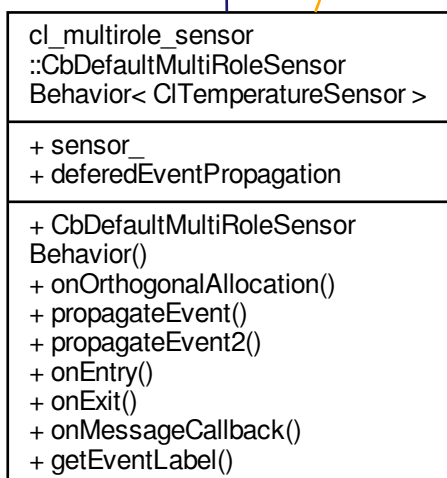 cl_multirole_sensor
::CbDefaultMultiRoleSensor
Behavior< ClTemperatureSensor >
+ sensor_
+ deferedEventPropagation
+ CbDefaultMultiRoleSensor
Behavior()
+ onOrthogonalAllocation()
+ propagateEvent()
+ propagateEvent2()
+ onEntry()
+ onExit()
+ onMessageCallback()
+ getEventLabel()